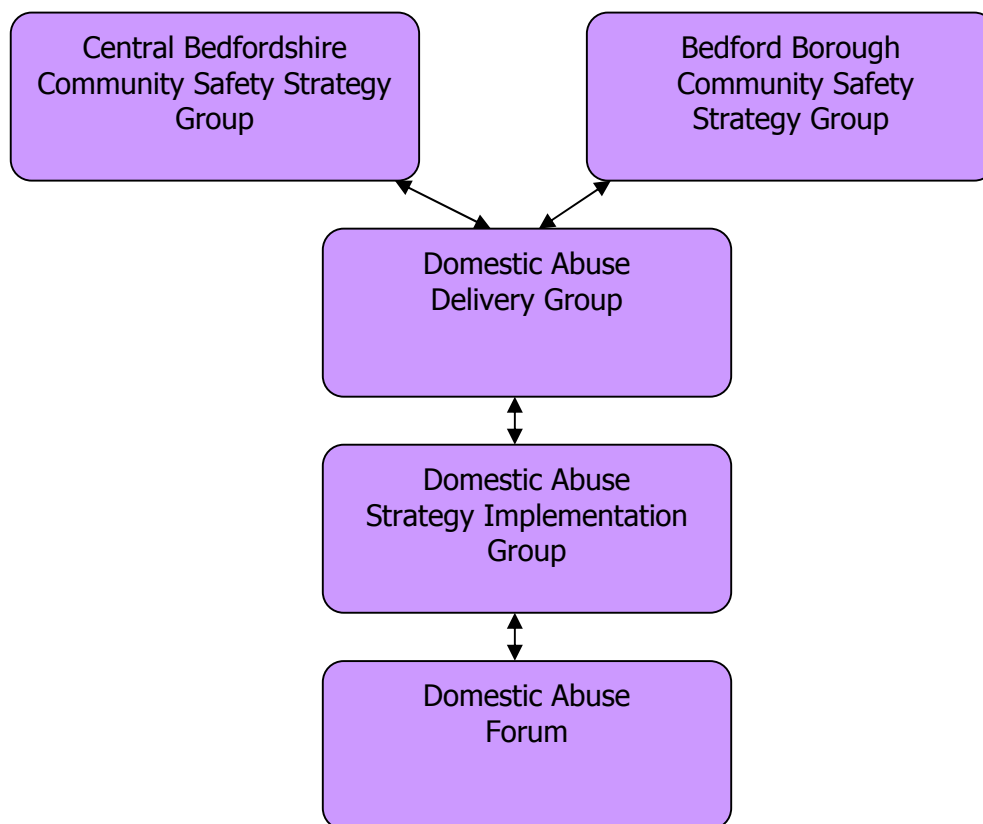 Central Bedfordshire
Community Safety Strategy
Group
Bedford Borough
Community Safety
Strategy Group
Domestic Abuse
Delivery Group
Domestic Abuse
Strategy Implementation
Group
Domestic Abuse
Forum